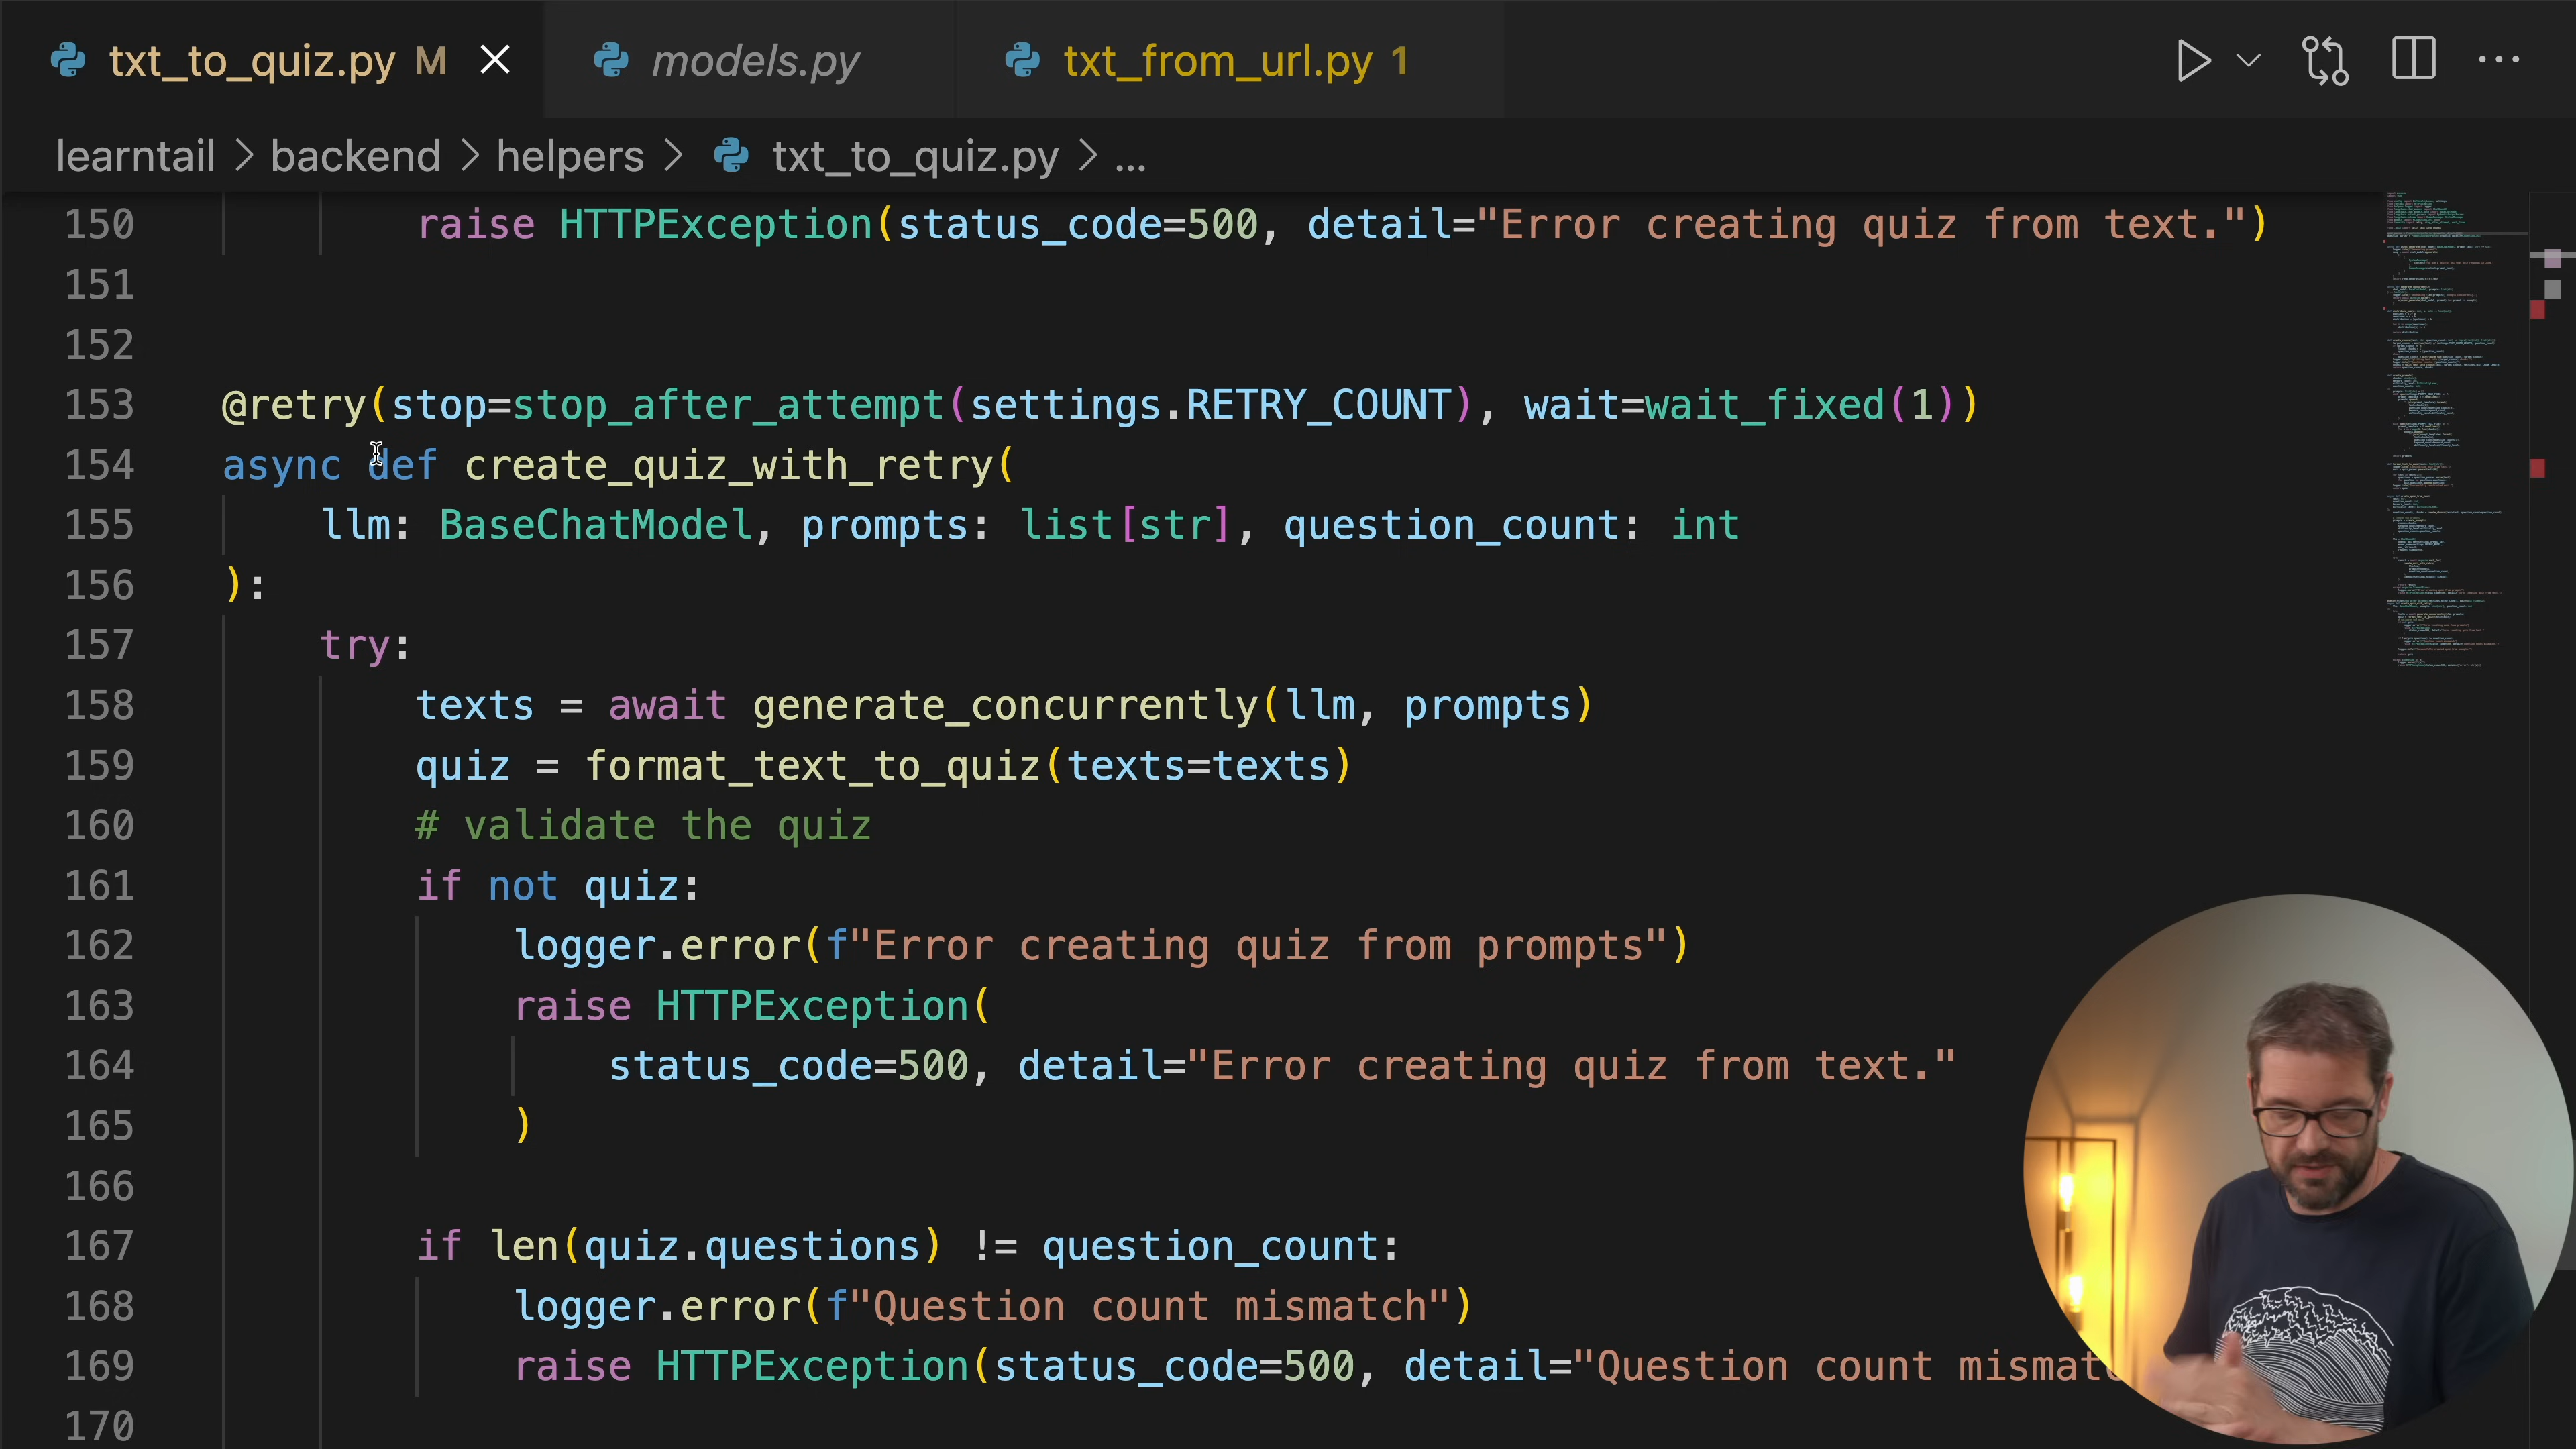 txt_to_quiz.py M
models.py
txt_from_url.py 1
learntail > backend > helpers > txt_to_quiz.py > ...
150 raise HTTPException(status_code=500, detail="Error creating quiz from text.")
151
152
153 @retry(stop=stop_after_attempt(settings.RETRY_COUNT), wait=wait_fixed(1))
154 async def create_quiz_with_retry(
155 llm: BaseChatModel, prompts: list[str], question_count: int
156 ):
157 try:
158 texts = await generate_concurrently(llm, prompts)
159 quiz = format_text_to_quiz(texts=texts)
160 # validate the quiz
161 if not quiz:
162 logger.error(f"Error creating quiz from prompts")
163 raise HTTPException(
164 status_code=500, detail="Error creating quiz from text."
165 )
166
167 if len(quiz.questions) != question_count:
168 logger.error(f"Question count mismatch")
169 raise HTTPException(status_code=500, detail="Question count mismat
170